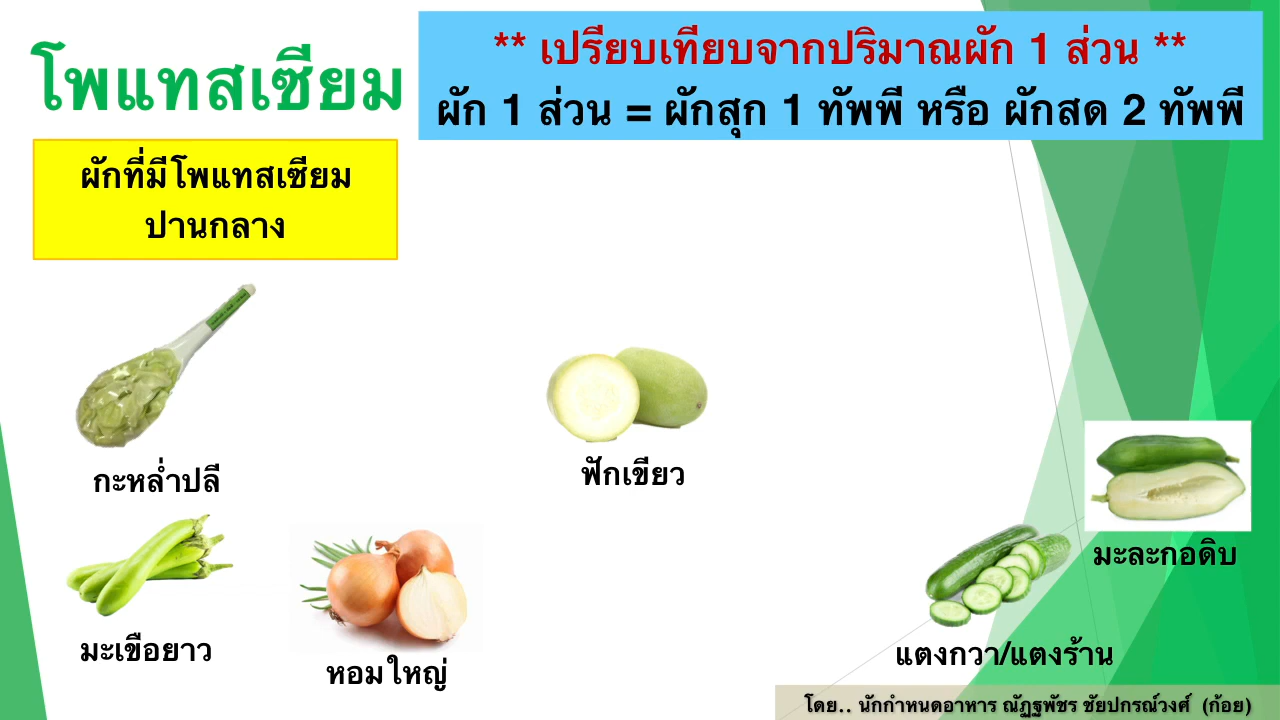 โพแทสเซียม
** เปรียบเทียบจากปริมาณผัก 1 ส่วน **
ผัก 1 ส่วน = ผักสุก 1 ทัพพี หรือ ผักสด 2 ทัพพี
ผักที่มีโพแทสเซียม
ปานกลาง
กะหล่ำปลี
ฟักเขียว
มะละกอดิบ
มะเขือยาว
หอมใหญ่
แตงกวา/แตงร้าน
โดย.. นักกำหนดอาหาร ณัฏฐพัชร ชัยปกรณ์วงศ์ (ก้อย)